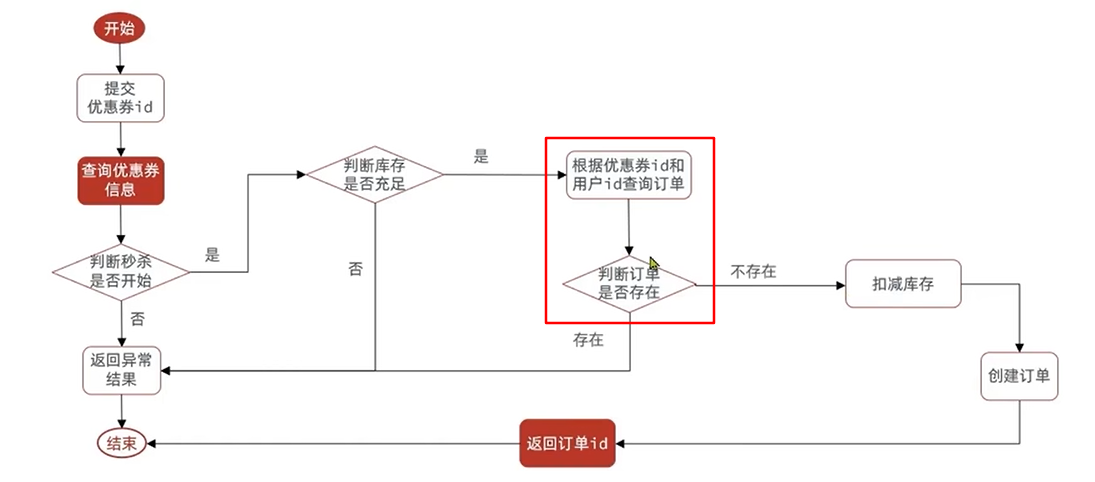 开始
提交
优惠券id
查询优惠券
信息
判断秒杀
是否开始
是
否
返回异常
结果
结束
判断库存
是否充足
是
否
根据优惠券id和
用户id查询订单
判断订单
是否存在
不存在
存在
扣减库存
创建订单
返回订单id